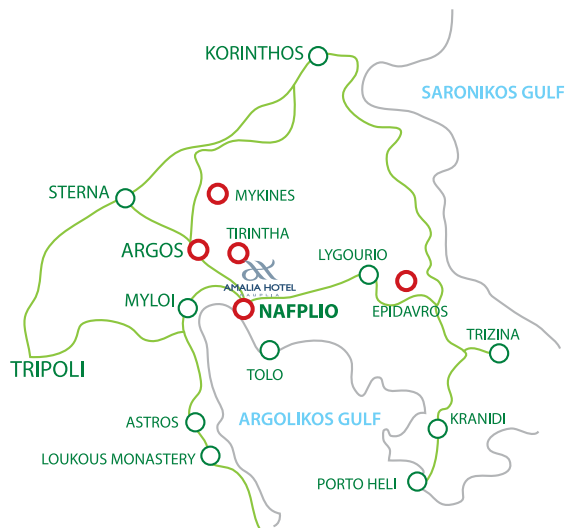 KORINTHOS
SARONIKOS GULF
STERNA
MYKINES
ARGOS
TIRINTHA
LYGOURIO
AMALIA HOTEL
NAUPLIA
MYLOI
NAFPLIO
EPIDAVROS
TRIZINA
TRIPOLI
TOLO
ASTROS
ARGOLIKOS GULF
KRANIDI
LOUKOUS MONASTERY
PORTO HELI